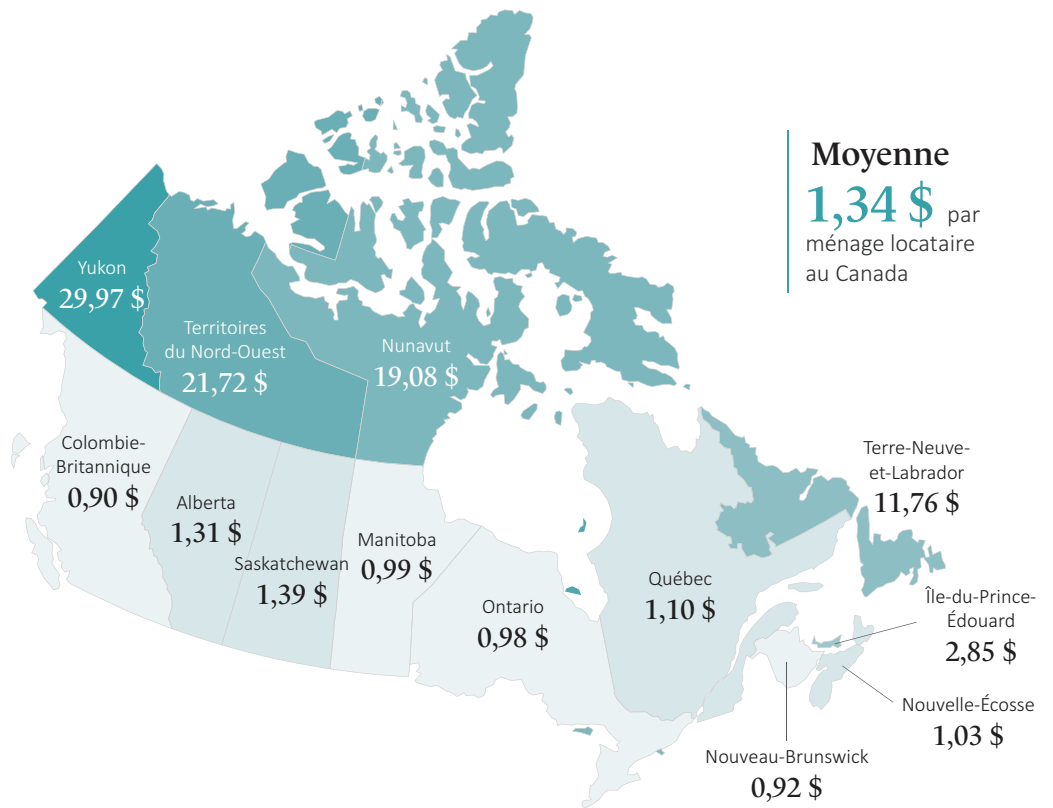 Moyenne
1,34 $ par
ménage locataire
au Canada
Yukon
29,97 $
Territoires
du Nord-Ouest
21,72 $
Nunavut
19,08 $
Colombie-
Britannique
0,90 $
Alberta
1,31 $
Saskatchewan
1,39 $
Manitoba
0,99 $
Ontario
0,98 $
Québec
1,10 $
Terre-Neuve-
et-Labrador
11,76 $
Île-du-Prince-
Édouard
2,85 $
Nouvelle-Écosse
1,03 $
Nouveau-Brunswick
0,92 $